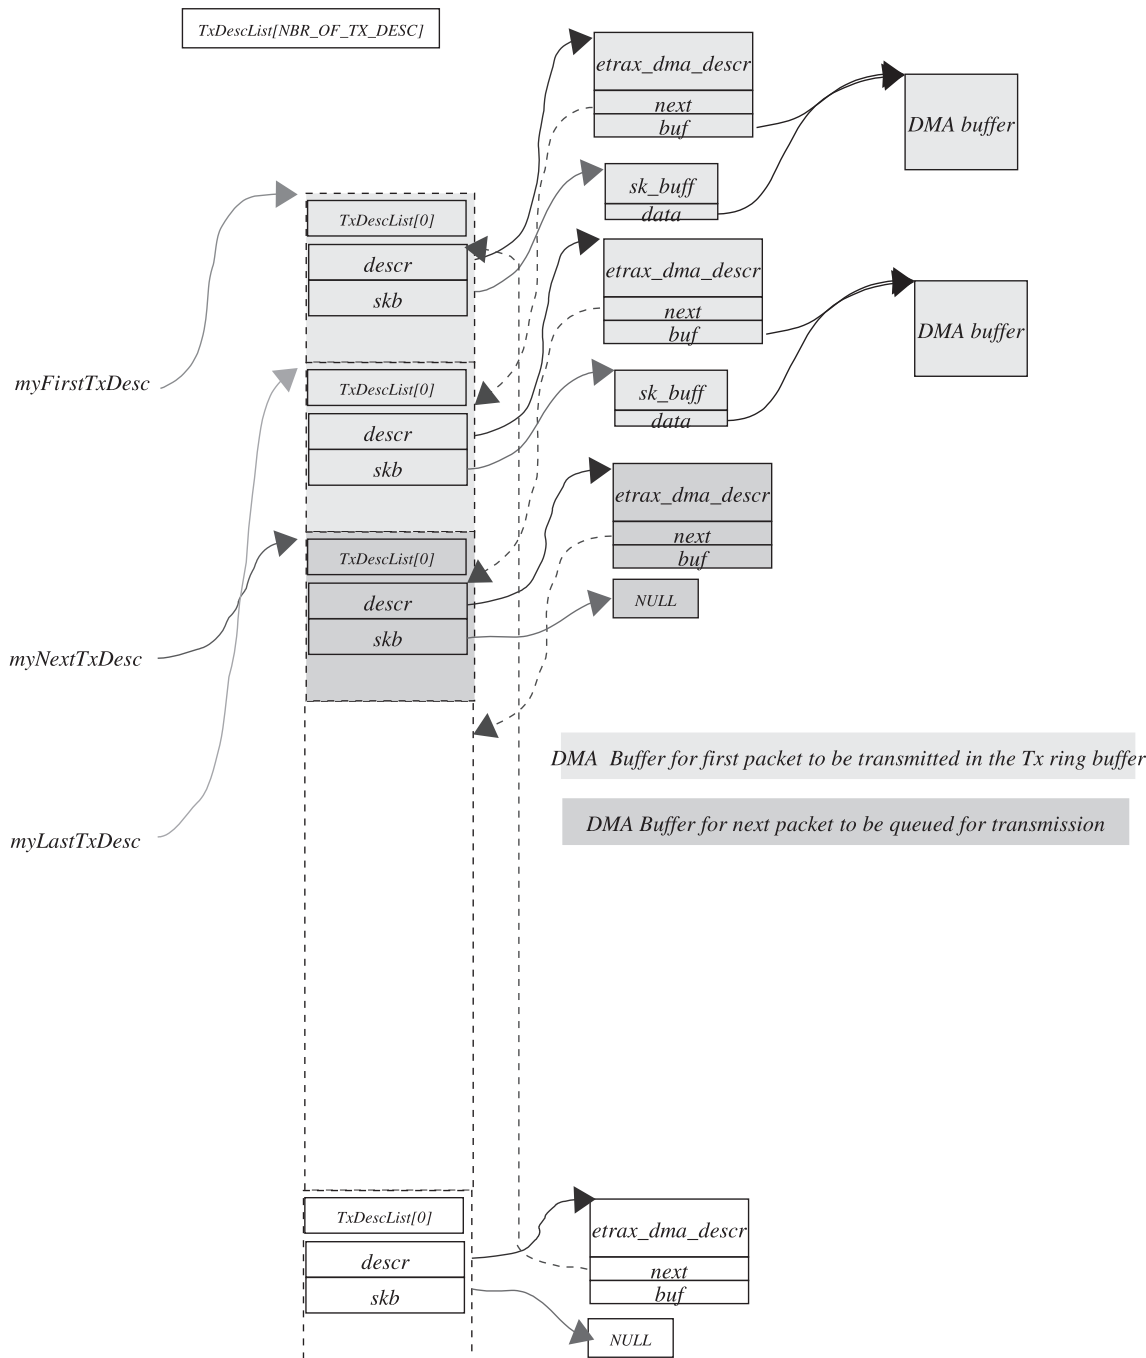 TxDescList[NBR_OF_TX_DESC]
etrax_dma_descr
next
buf
DMA buffer
sk_buff
data
TxDescList[0]
descr
skb
etrax_dma_descr
next
buf
DMA buffer
myFirstTxDesc
TxDescList[0]
descr
skb
sk_buff
data
etrax_dma_descr
next
buf
TxDescList[0]
descr
skb
NULL
myNextTxDesc
DMA Buffer for first packet to be transmitted in the Tx ring buffer
DMA Buffer for next packet to be queued for transmission
myLastTxDesc
TxDescList[0]
descr
skb
etrax_dma_descr
next
buf
NULL